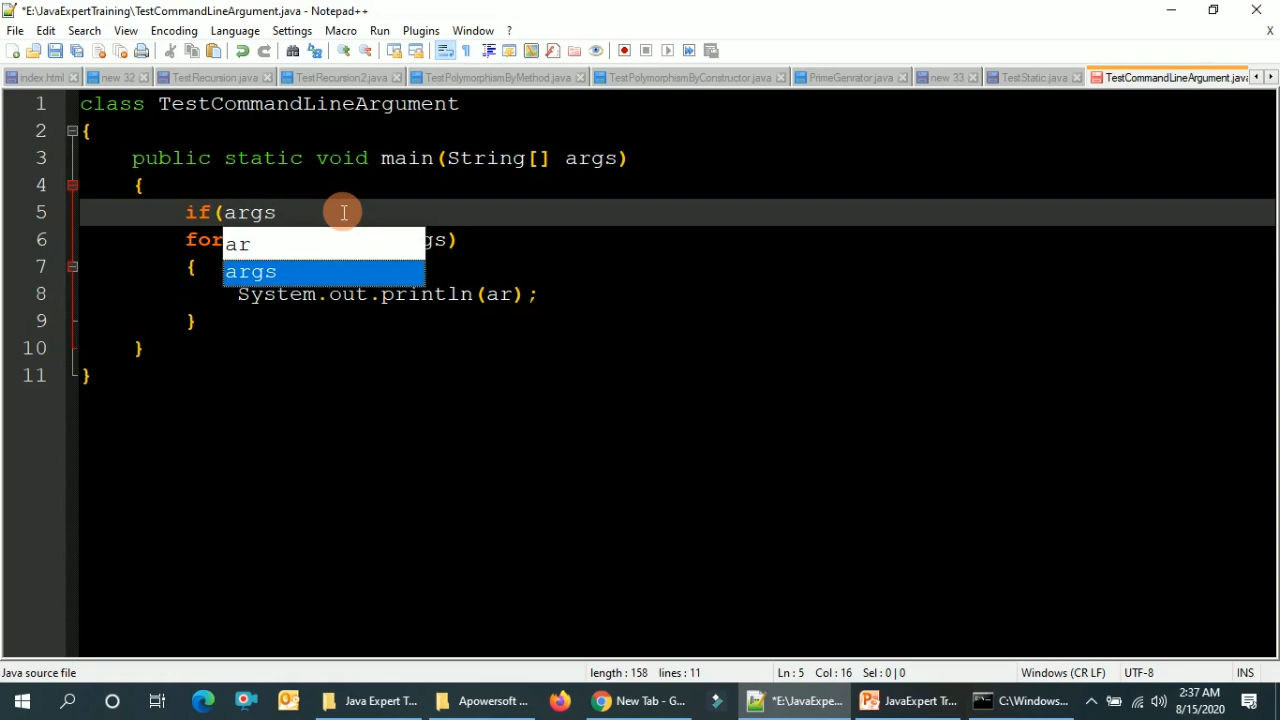 *E:\JavaExpertTraining\TestCommandLineArgument.java - Notepad++
File Edit Search View Encoding Language Settings Macro Run Plugins Window ? X
index.html new 32 TestRecursion.java TestRecursion2.java TestPolymorphismByMethod.java TestPolymorphismByConstructor.java PrimeGenrator.java new 33 TestStatic.java TestCommandLineArgument.java
1 class TestCommandLineArgument
2 {
3 public static void main(String[] args)
4 {
5 if(args
6 for gs)
ar
7 {
args
8 System.out.println(ar);
9 }
10 }
11 }
Java source file length : 158 lines : 11 Ln : 5 Col : 16 Sel : 0 | 0 Windows (CR LF) UTF-8 INS
Java Expert T... Apowersoft ... New Tab - G... *E:\JavaExpe... JavaExpert Tr... C:\Windows... 2:37 AM
8/15/2020